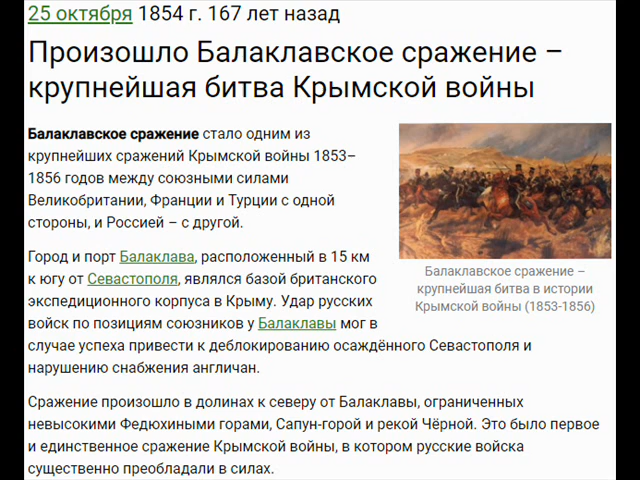 25 октября 1854 г. 167 лет назад
Произошло Балаклавское сражение –
крупнейшая битва Крымской войны
Балаклавское сражение стало одним из
крупнейших сражений Крымской войны 1853–
1856 годов между союзными силами
Великобритании, Франции и Турции с одной
стороны, и Россией – с другой.
Балаклавское сражение –
крупнейшая битва в истории
Крымской войны (1853-1856)
Город и порт Балаклава, расположенный в 15 км
к югу от Севастополя, являлся базой британского
экспедиционного корпуса в Крыму. Удар русских
войск по позициям союзников у Балаклавы мог в
случае успеха привести к деблокированию осаждённого Севастополя и
нарушению снабжения англичан.
Сражение произошло в долинах к северу от Балаклавы, ограниченных
невысокими Федюхиными горами, Сапун-горой и рекой Чёрной. Это было первое
и единственное сражение Крымской войны, в котором русские войска
существенно преобладали в силах.